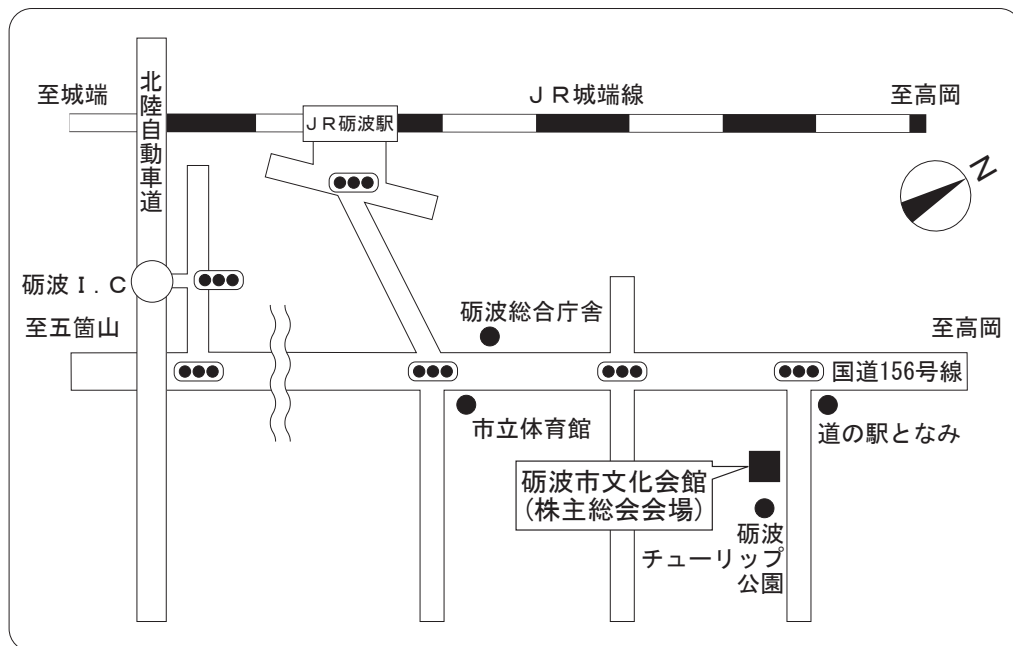 至城端
北陸自動車道
ＪＲ城端線
至高岡
ＪＲ砺波駅
N
砺波Ｉ．Ｃ
砺波総合庁舎
至五箇山
至高岡
国道156号線
市立体育館
道の駅となみ
砺波市文化会館
(株主総会会場)
砺波
チューリップ
公園